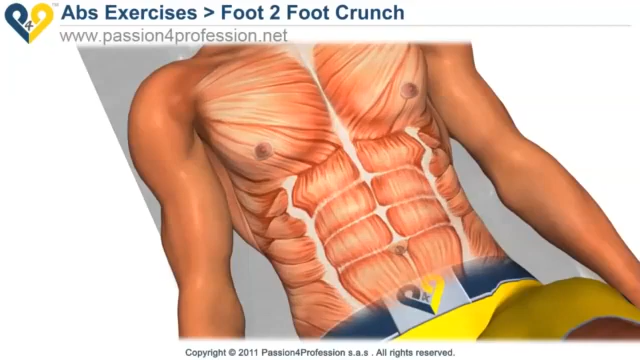 Abs Exercises > Foot 2 Foot Crunch
www.passion4profession.net
Copyright © 2011 Passion4Profession s.a.s . All rights reserved.